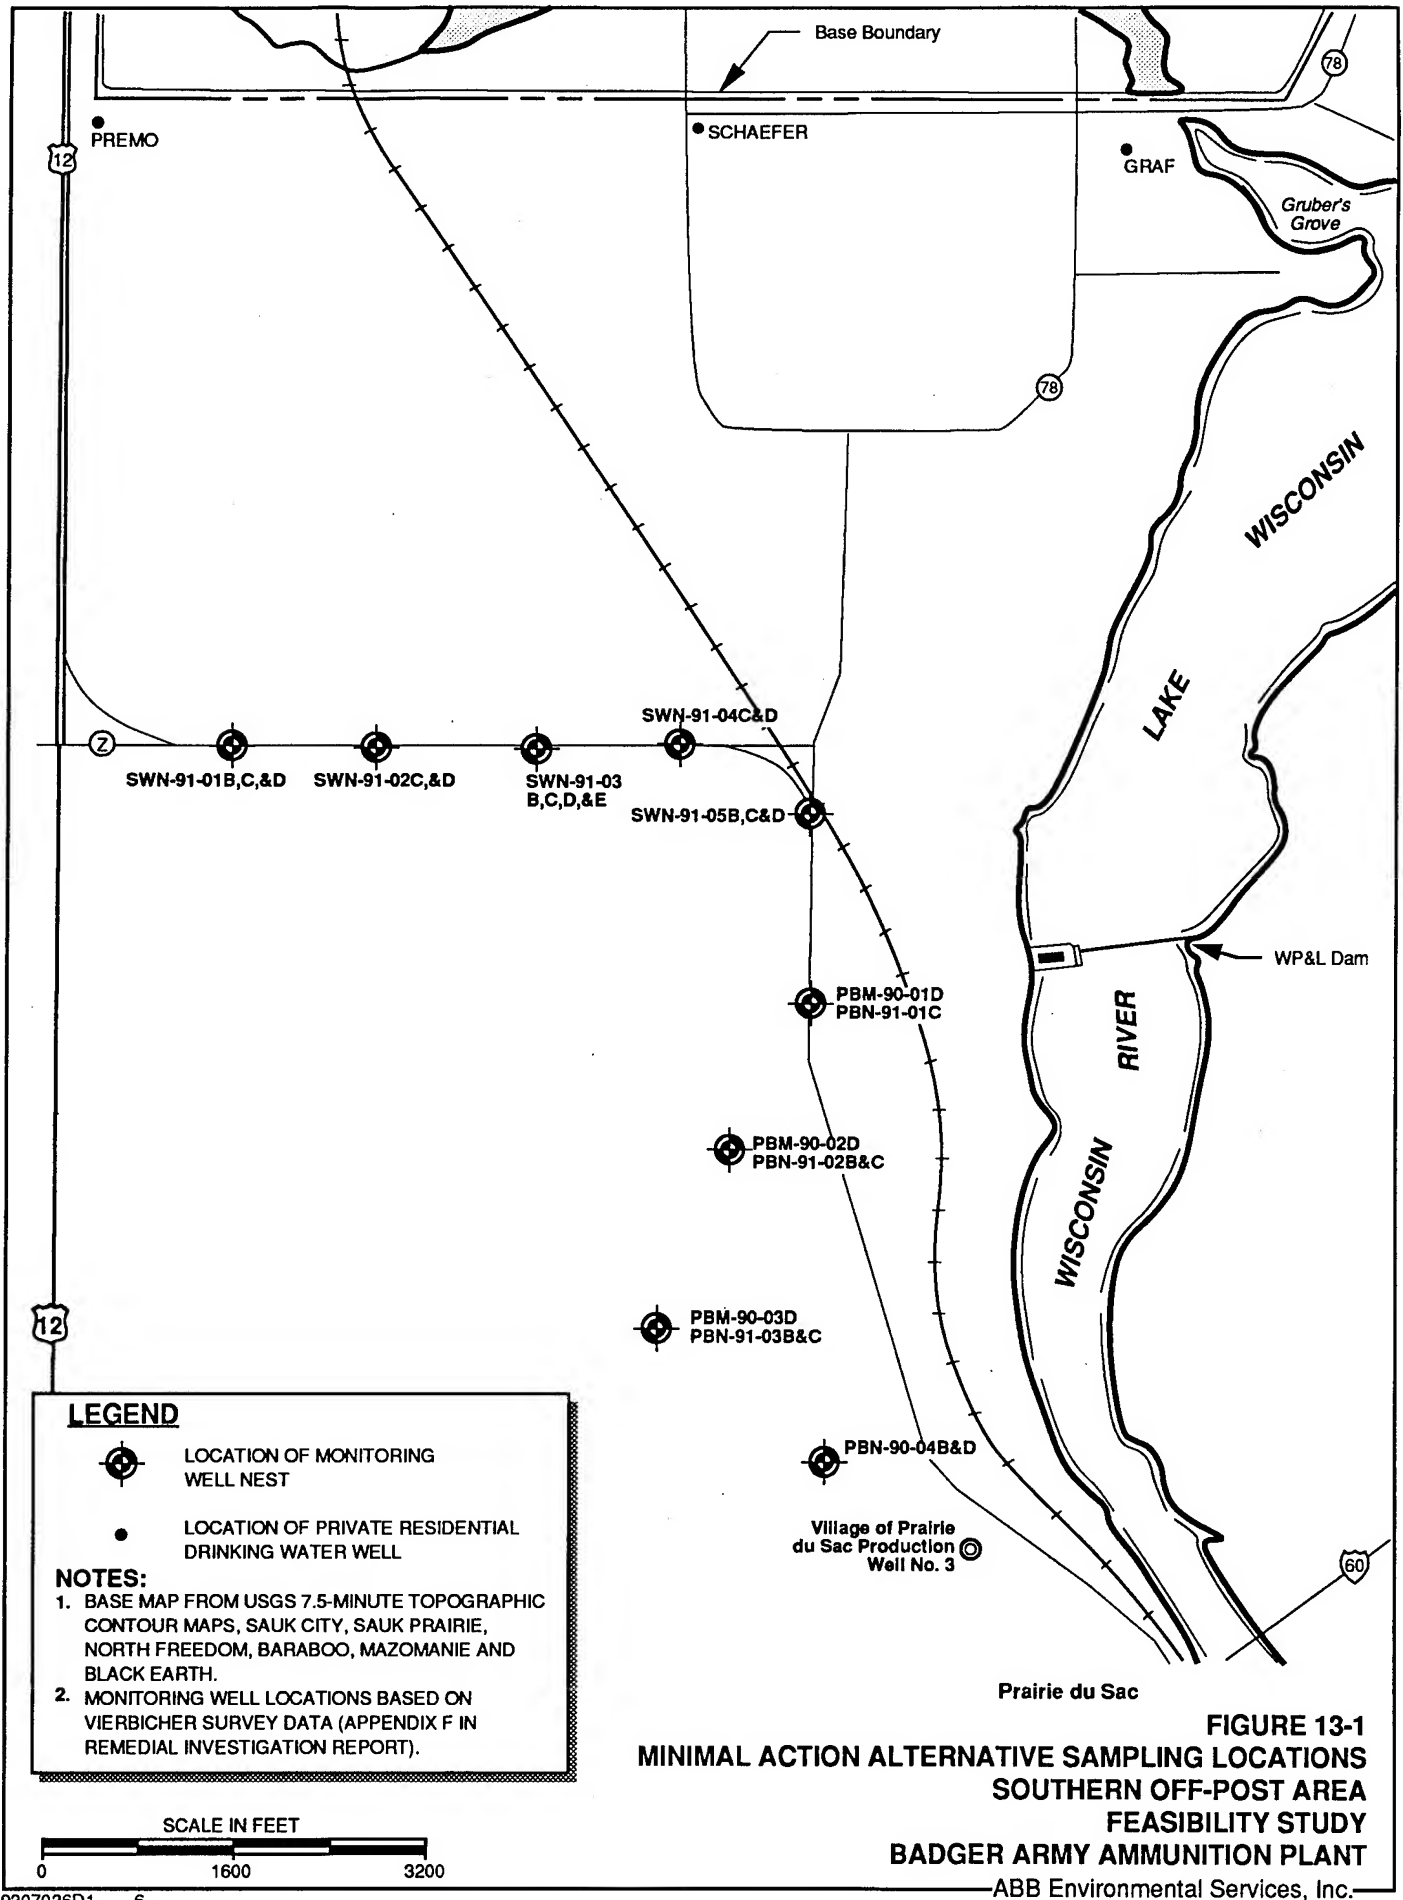 Base Boundary
78
PREMO
SCHAEFER
12
GRAF
Gruber's
Grove
78
WISCONSIN
LAKE
SWN-91-04C&D
Z
SWN-91-01B,C,&D
SWN-91-02C,&D
SWN-91-03
B,C,D,&E
SWN-91-05B,C&D
WP&L Dam
PBM-90-01D
PBN-91-01C
RIVER
PBM-90-02D
PBN-91-02B&C
WISCONSIN
12
PBM-90-03D
PBN-91-03B&C
LEGEND
LOCATION OF MONITORING
WELL NEST
LOCATION OF PRIVATE RESIDENTIAL
DRINKING WATER WELL
NOTES:
1. BASE MAP FROM USGS 7.5-MINUTE TOPOGRAPHIC
CONTOUR MAPS, SAUK CITY, SAUK PRAIRIE,
NORTH FREEDOM, BARABOO, MAZOMANIE AND
BLACK EARTH.
2. MONITORING WELL LOCATIONS BASED ON
VIERBICHER SURVEY DATA (APPENDIX F IN
REMEDIAL INVESTIGATION REPORT).
PBN-90-04B&D
Village of Prairie
du Sac Production
Well No. 3
60
Prairie du Sac
FIGURE 13-1
MINIMAL ACTION ALTERNATIVE SAMPLING LOCATIONS
SOUTHERN OFF-POST AREA
FEASIBILITY STUDY
BADGER ARMY AMMUNITION PLANT
SCALE IN FEET
0 1600 3200
ABB Environmental Services, Inc.